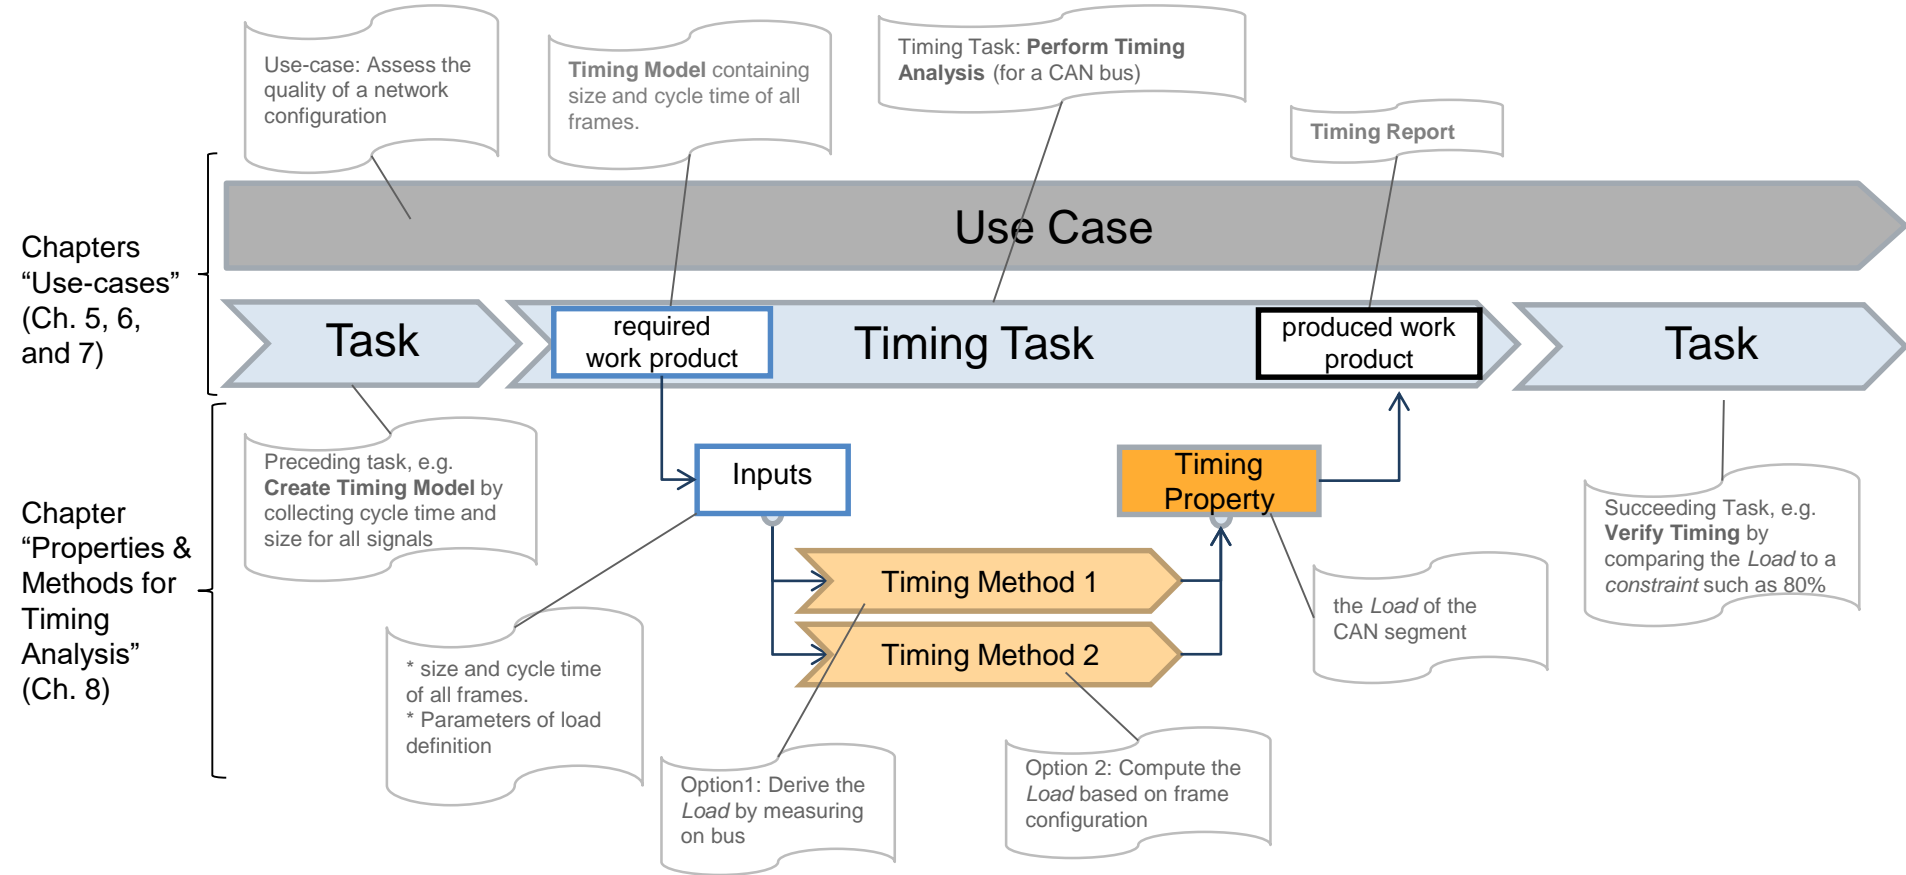 Use-case: Assess the
quality of a network
configuration
Timing Model containing
size and cycle time of all
frames.
Timing Task: Perform Timing
Analysis (for a CAN bus)
Timing Report
Chapters
“Use-cases”
(Ch. 5, 6,
and 7)
Use Case
Task
required
work product
Timing Task
produced work
product
Task
Chapter
“Properties &
Methods for
Timing
Analysis”
(Ch. 8)
Preceding task, e.g.
Create Timing Model by
collecting cycle time and
size for all signals
Inputs
Timing
Property
Succeeding Task, e.g.
Verify Timing by
comparing the Load to a
constraint such as 80%
Timing Method 1
Timing Method 2
the Load of the
CAN segment
* size and cycle time
of all frames.
* Parameters of load
definition
Option1: Derive the
Load by measuring
on bus
Option 2: Compute the
Load based on frame
configuration